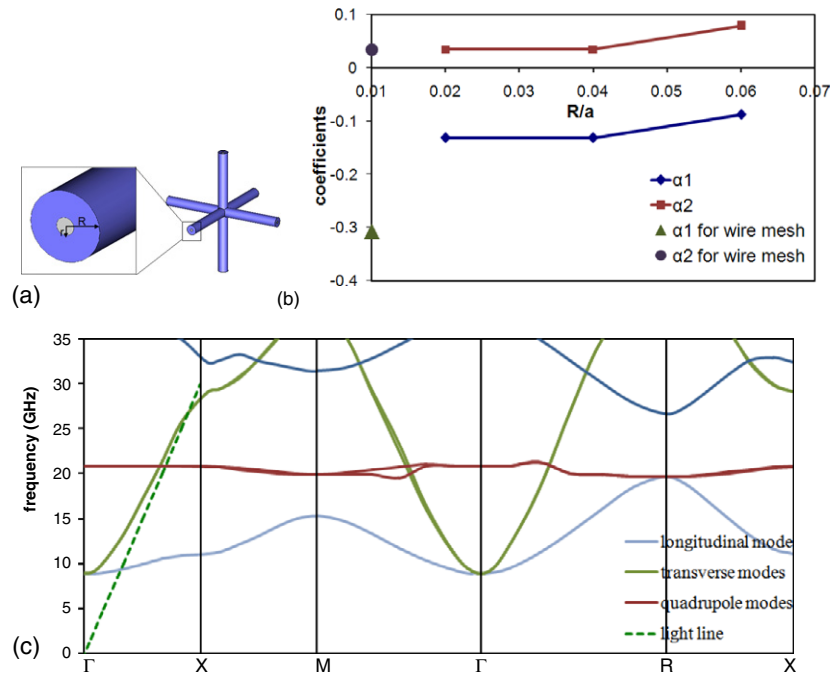 R
r
(a)
0.1
0
-0.1
-0.2
-0.3
-0.4
0.01 0.02 0.03 0.04 0.05 0.06 0.07
R/a
coefficients
α1
α2
α1 for wire mesh
α2 for wire mesh
(b)
35
30
25
20
15
10
5
0
frequency (GHz)
longitudinal mode
transverse modes
quadrupole modes
light line
Γ X M Γ R X
(c)